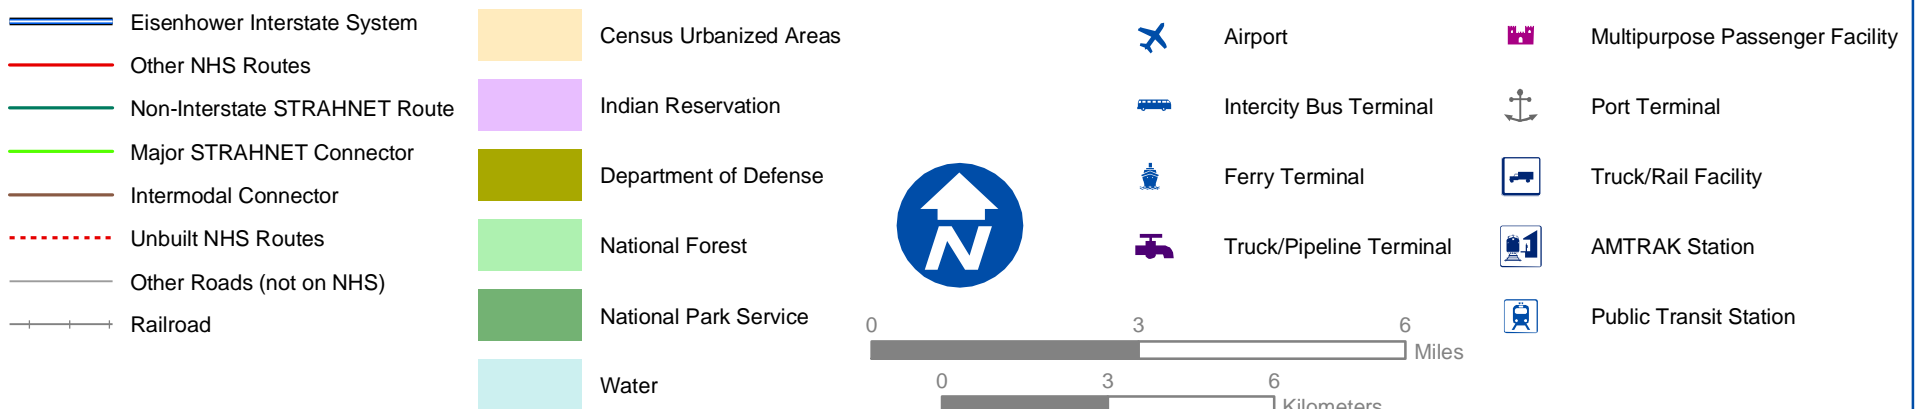 Eisenhower Interstate System
Other NHS Routes
Non-Interstate STRAHNET Route
Major STRAHNET Connector
Intermodal Connector
Unbuilt NHS Routes
Other Roads (not on NHS)
Railroad
Census Urbanized Areas
Indian Reservation
Department of Defense
National Forest
National Park Service
Water
N
0 3 6
Miles
0 3 6
Kilometers
Airport
Intercity Bus Terminal
Ferry Terminal
Truck/Pipeline Terminal
Multipurpose Passenger Facility
Port Terminal
Truck/Rail Facility
AMTRAK Station
Public Transit Station